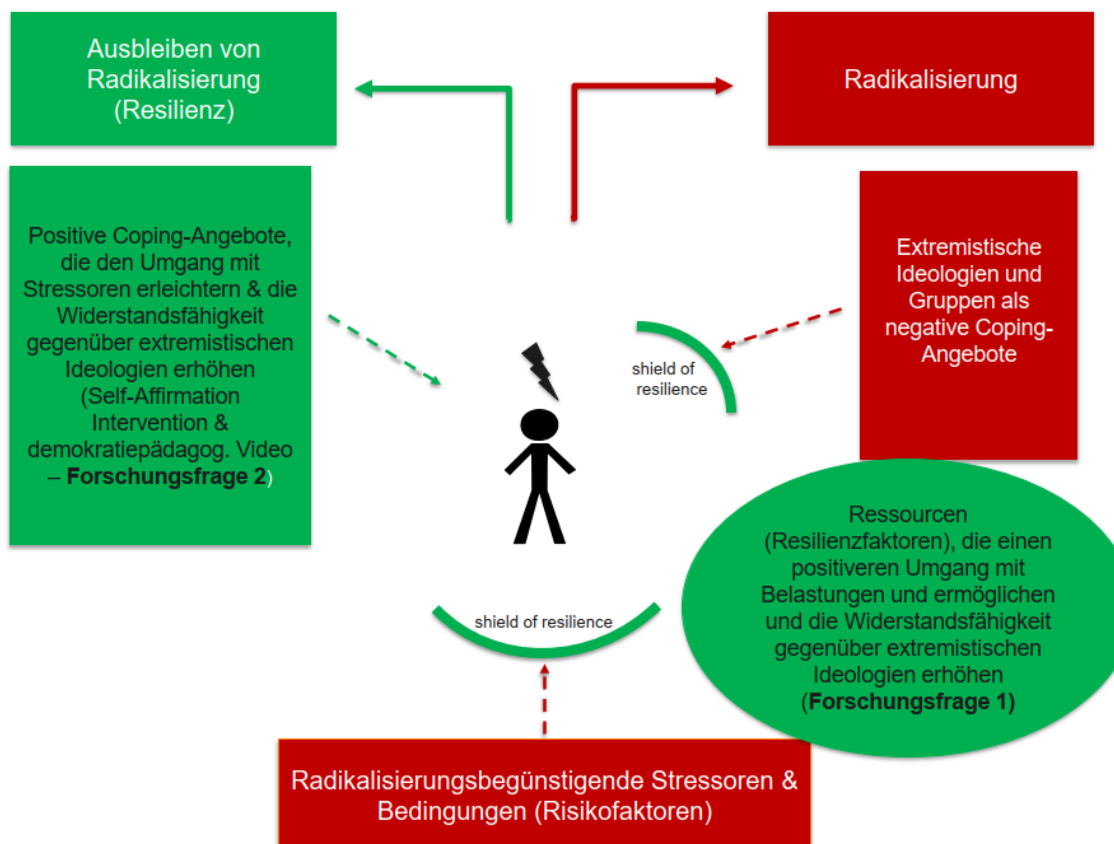 Ausbleiben von
Radikalisierung
(Resilienz)
Radikalisierung
Positive Coping-Angebote,
die den Umgang mit
Stressoren erleichtern & die
Widerstandsfähigkeit
gegenüber extremistischen
Ideologien erhöhen
(Self-Affirmation
Intervention &
demokratiepädagog. Video
– Forschungsfrage 2)
Extremistische
Ideologien und
Gruppen als
negative Coping-
Angebote
shield of
resilience
Ressourcen
(Resilienzfaktoren), die einen
positiveren Umgang mit
Belastungen und ermöglichen
und die Widerstandsfähigkeit
gegenüber extremistischen
Ideologien erhöhen
(Forschungsfrage 1)
shield of resilience
Radikalisierungsbegünstigende Stressoren &
Bedingungen (Risikofaktoren)